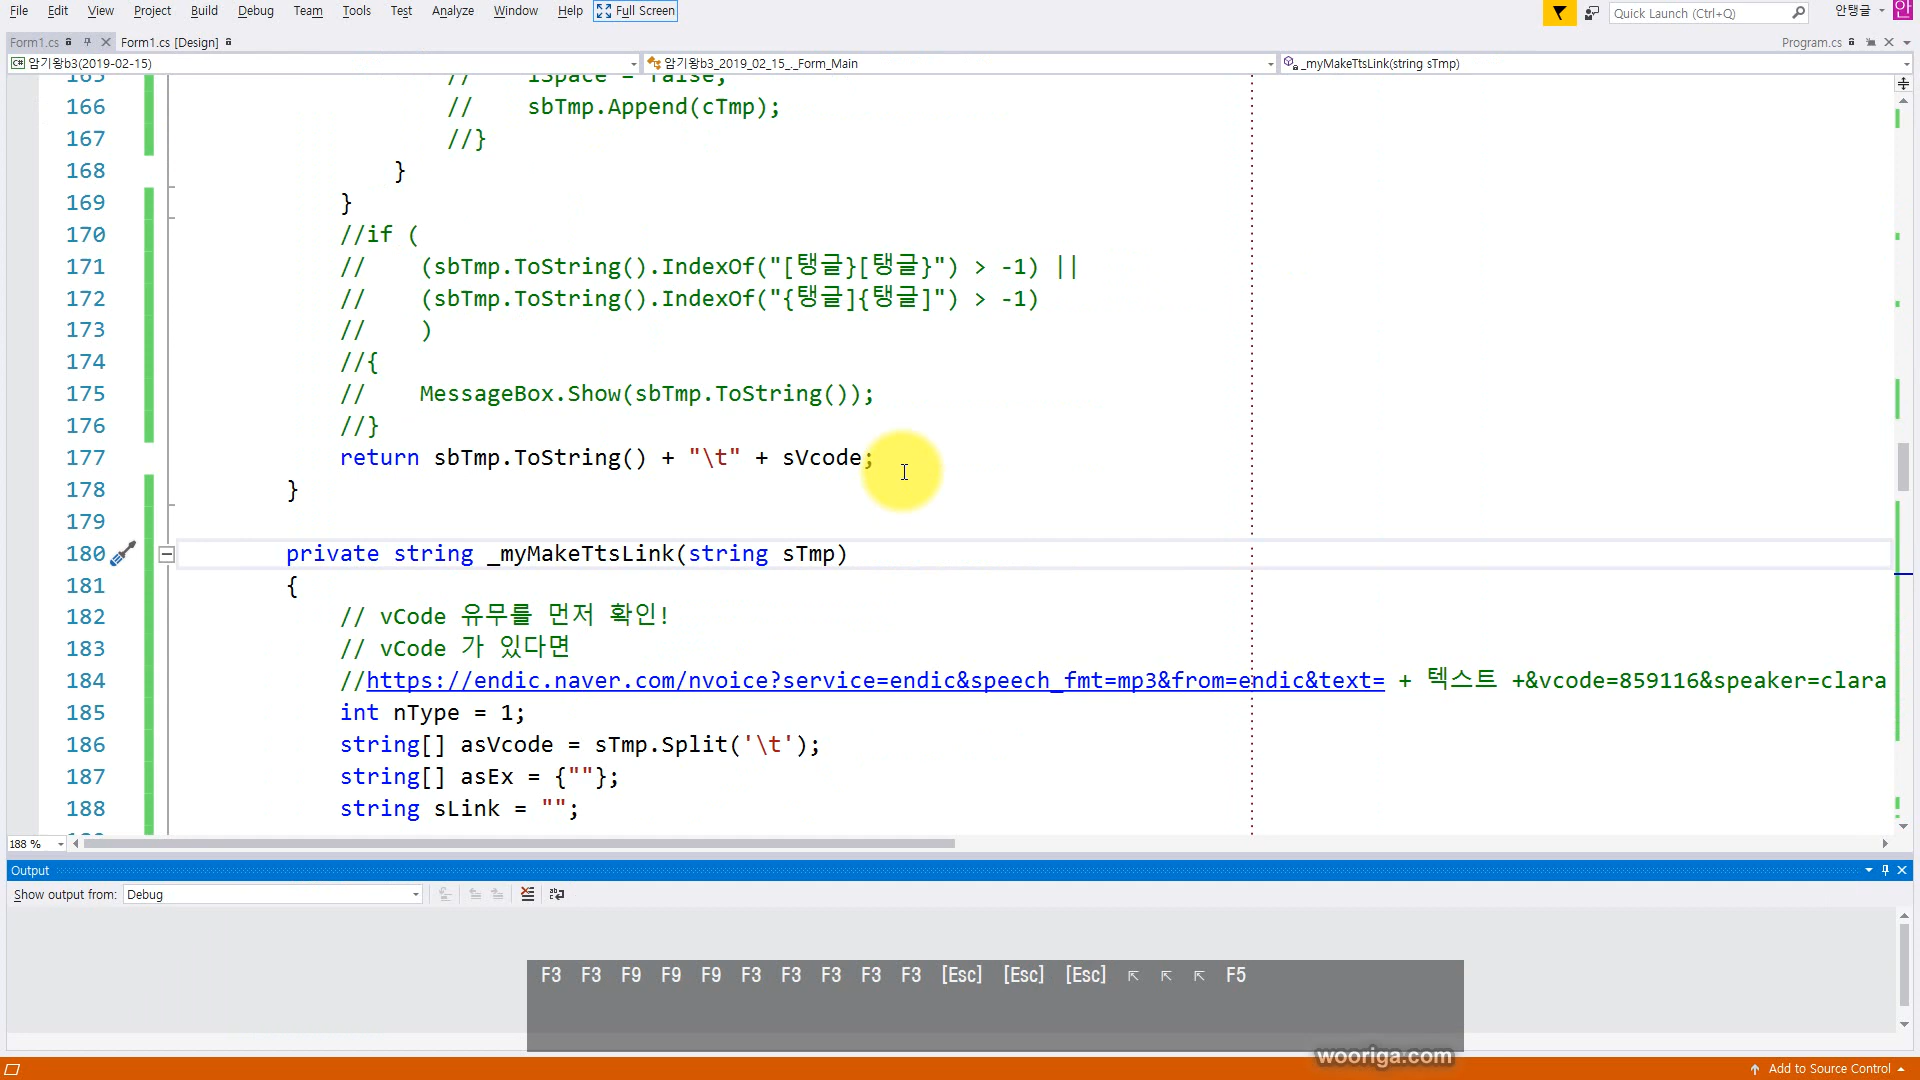 File Edit View Project Build Debug Team Tools Test Analyze Window Help Full Screen Quick Launch (Ctrl+Q) 안탱글 안
Form1.cs Form1.cs [Design] Program.cs
C# 암기왕b3(2019-02-15) 암기왕b3_2019_02_15_._Form_Main _myMakeTtsLink(string sTmp)
165 // iSpace = false;
166 // sbTmp.Append(cTmp);
167 //}
168 }
169 }
170 //if (
171 // (sbTmp.ToString().IndexOf("[탱글}[탱글}") > -1) ||
172 // (sbTmp.ToString().IndexOf("{탱글]{탱글]") > -1)
173 // )
174 //{
175 // MessageBox.Show(sbTmp.ToString());
176 //}
177 return sbTmp.ToString() + "\t" + sVcode;
178 }
179
180 private string _myMakeTtsLink(string sTmp)
181 {
182 // vCode 유무를 먼저 확인!
183 // vCode 가 있다면
184 //https://endic.naver.com/nvoice?service=endic&speech_fmt=mp3&from=endic&text= + 텍스트 +&vcode=859116&speaker=clara
185 int nType = 1;
186 string[] asVcode = sTmp.Split('\t');
187 string[] asEx = {""};
188 string sLink = "";
188 %
Output
Show output from: Debug
F3 F3 F9 F9 F9 F3 F3 F3 F3 F3 [Esc] [Esc] [Esc] ↖ ↖ ↖ F5
wooriga.com
Add to Source Control